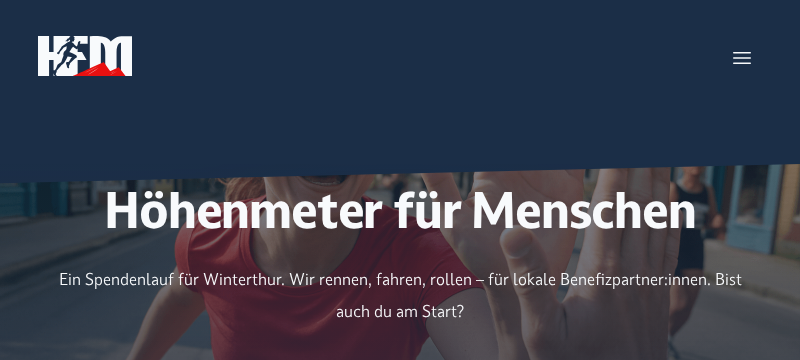 HFM
Höhenmeter für Menschen
Ein Spendenlauf für Winterthur. Wir rennen, fahren, rollen – für lokale Benefizpartner:innen. Bist
auch du am Start?